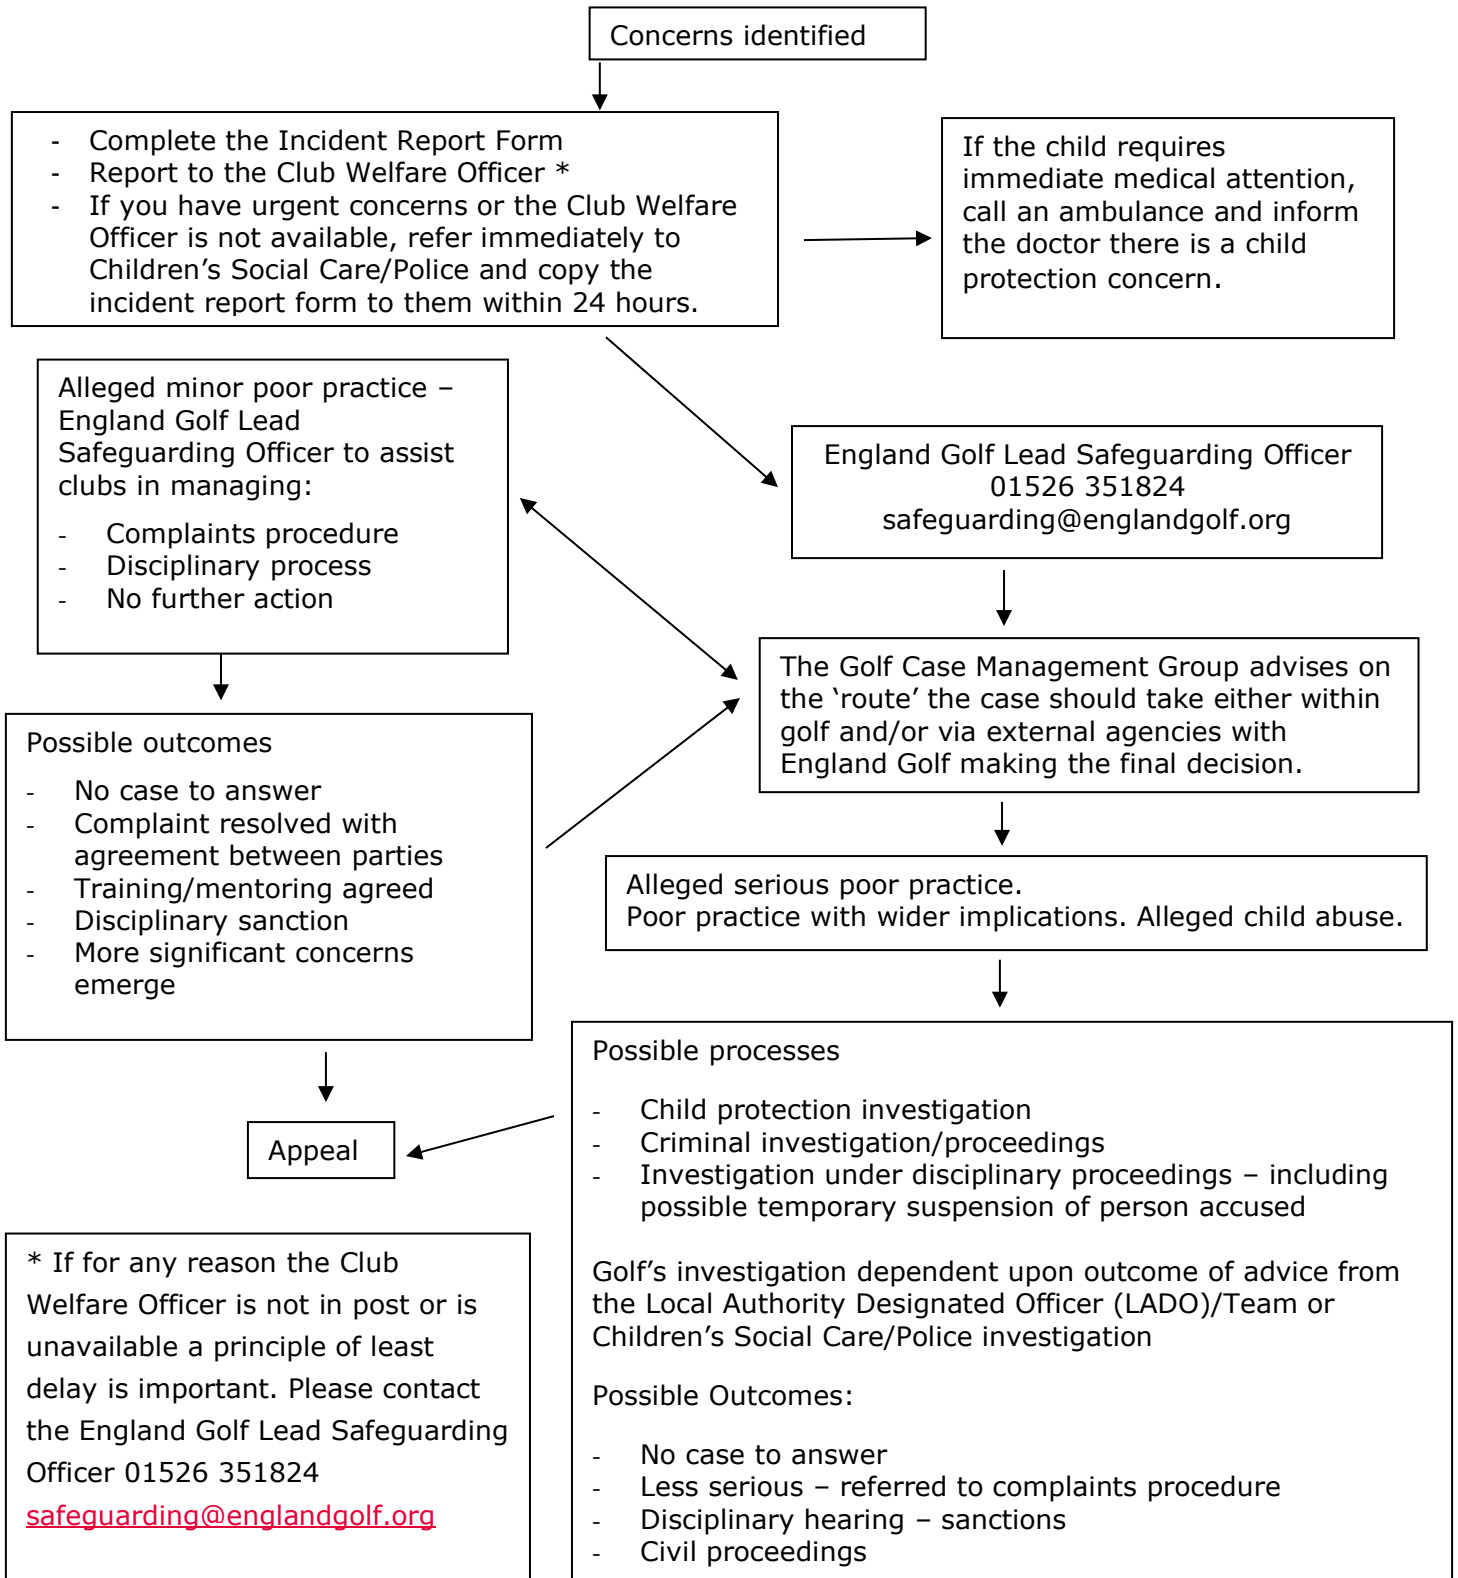 Concerns identified
- Complete the Incident Report Form
- Report to the Club Welfare Officer *
- If you have urgent concerns or the Club Welfare
Officer is not available, refer immediately to
Children’s Social Care/Police and copy the
incident report form to them within 24 hours.
If the child requires
immediate medical attention,
call an ambulance and inform
the doctor there is a child
protection concern.
Alleged minor poor practice –
England Golf Lead
Safeguarding Officer to assist
clubs in managing:
- Complaints procedure
- Disciplinary process
- No further action
England Golf Lead Safeguarding Officer
01526 351824
safeguarding@englandgolf.org
The Golf Case Management Group advises on
the ‘route’ the case should take either within
golf and/or via external agencies with
England Golf making the final decision.
Possible outcomes
- No case to answer
- Complaint resolved with
agreement between parties
- Training/mentoring agreed
- Disciplinary sanction
- More significant concerns
emerge
Alleged serious poor practice.
Poor practice with wider implications. Alleged child abuse.
Appeal
Possible processes
- Child protection investigation
- Criminal investigation/proceedings
- Investigation under disciplinary proceedings – including
possible temporary suspension of person accused
Golf’s investigation dependent upon outcome of advice from
the Local Authority Designated Officer (LADO)/Team or
Children’s Social Care/Police investigation
Possible Outcomes:
- No case to answer
- Less serious – referred to complaints procedure
- Disciplinary hearing – sanctions
- Civil proceedings
* If for any reason the Club
Welfare Officer is not in post or is
unavailable a principle of least
delay is important. Please contact
the England Golf Lead Safeguarding
Officer 01526 351824
safeguarding@englandgolf.org